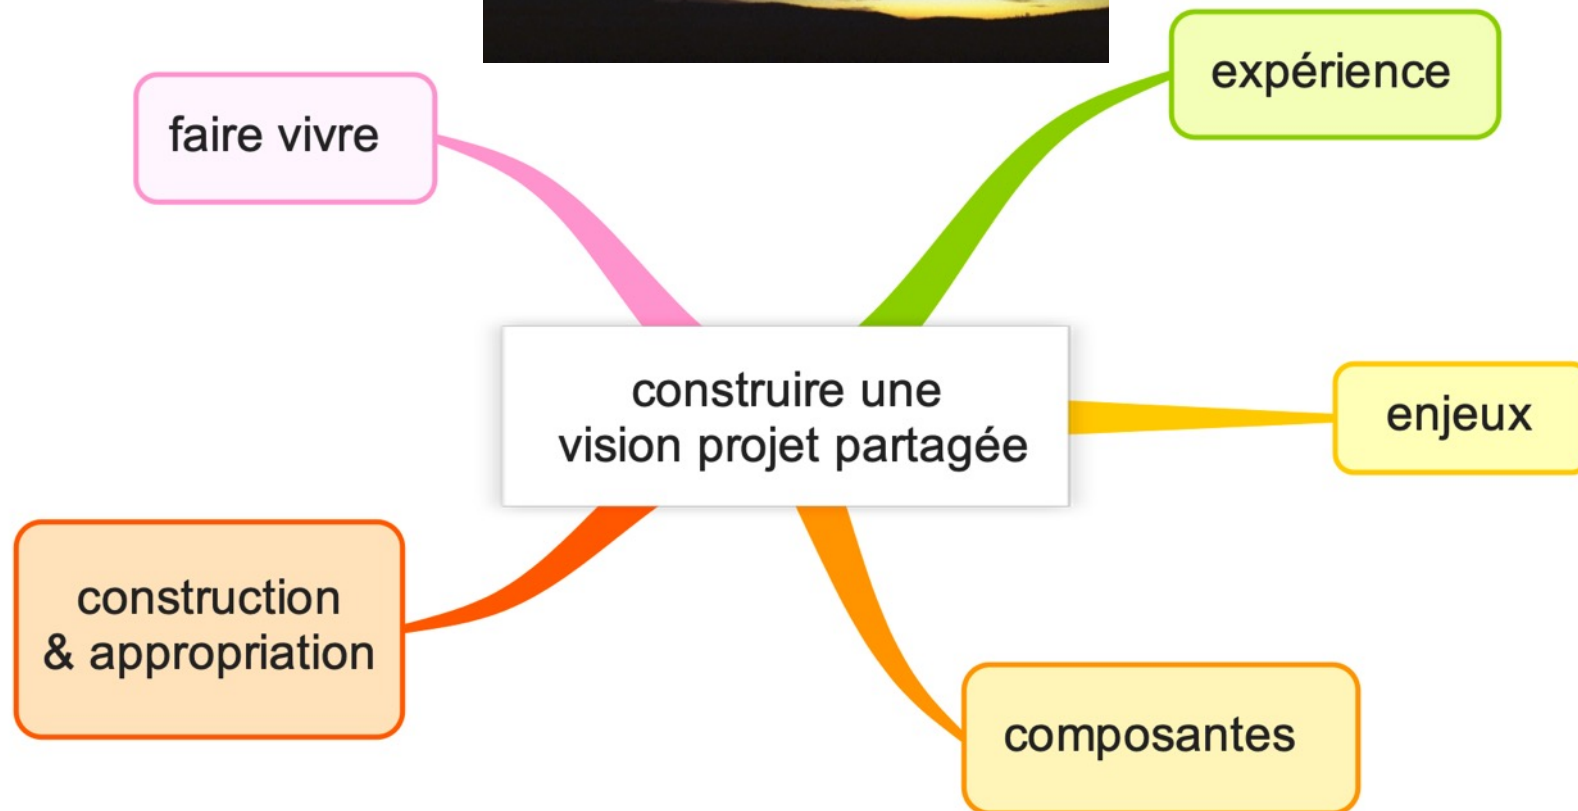 expérience
faire vivre
construire une
vision projet partagée
enjeux
construction
& appropriation
composantes